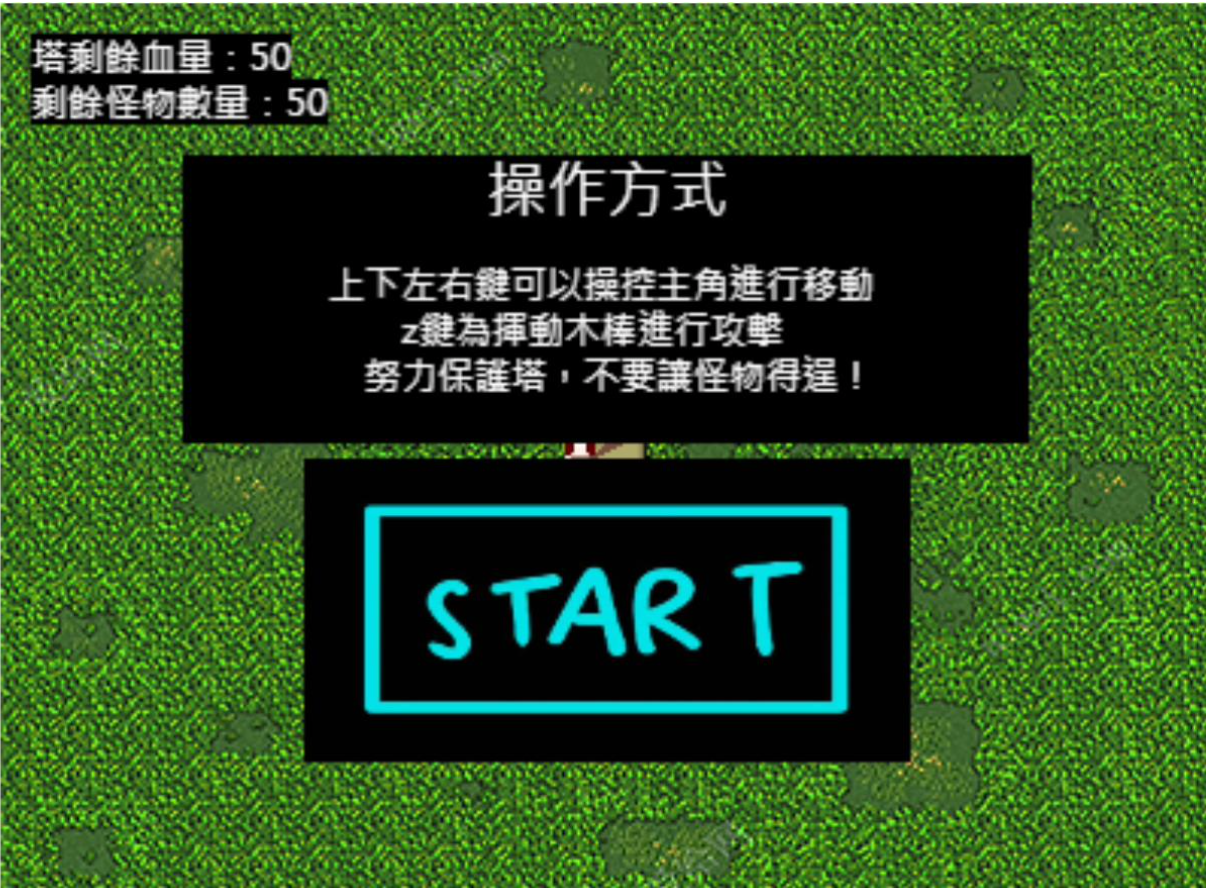 塔剩餘血量：50
剩餘怪物數量：50
操作方式
上下左右鍵可以操控主角進行移動
z鍵為揮動木棒進行攻擊
努力保護塔，不要讓怪物得逞！
START